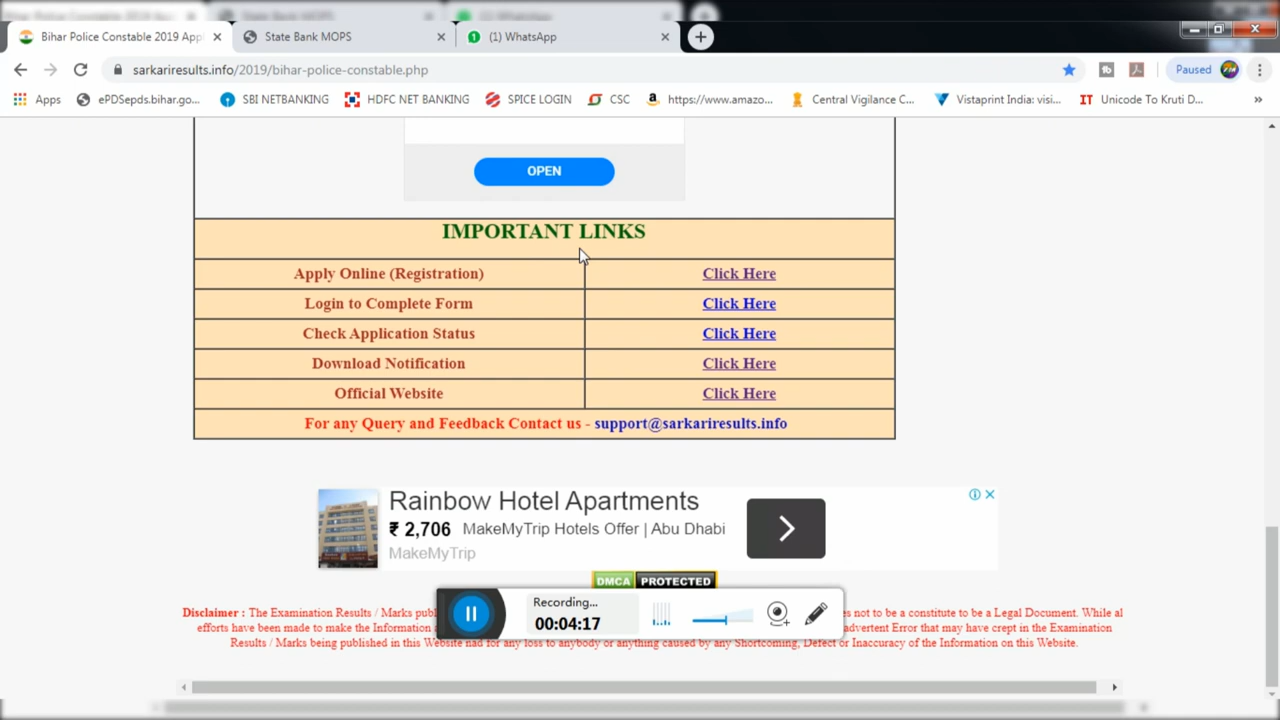 Bihar Police Constable 2019 Appl
State Bank MOPS
(1) WhatsApp
sarkariresults.info/2019/bihar-police-constable.php
Paused
Apps
ePDSepds.bihar.go...
SBI NETBANKING
HDFC NET BANKING
SPICE LOGIN
CSC
https://www.amazo...
Central Vigilance C...
Vistaprint India: visi...
IT Unicode To Kruti D...
»
OPEN
IMPORTANT LINKS
Apply Online (Registration) Click Here
Login to Complete Form Click Here
Check Application Status Click Here
Download Notification Click Here
Official Website Click Here
For any Query and Feedback Contact us - support@sarkariresults.info
Rainbow Hotel Apartments
₹ 2,706 MakeMyTrip Hotels Offer | Abu Dhabi
MakeMyTrip
DMCA PROTECTED
Recording...
00:04:17
Disclaimer : The Examination Results / Marks publ es not to be a constitute to be a Legal Document. While al
efforts have been made to make the Information advertent Error that may have crept in the Examination
Results / Marks being published in this Website nad for any loss to anybody or anything caused by any Shortcoming, Defect or Inaccuracy of the Information on this Website.